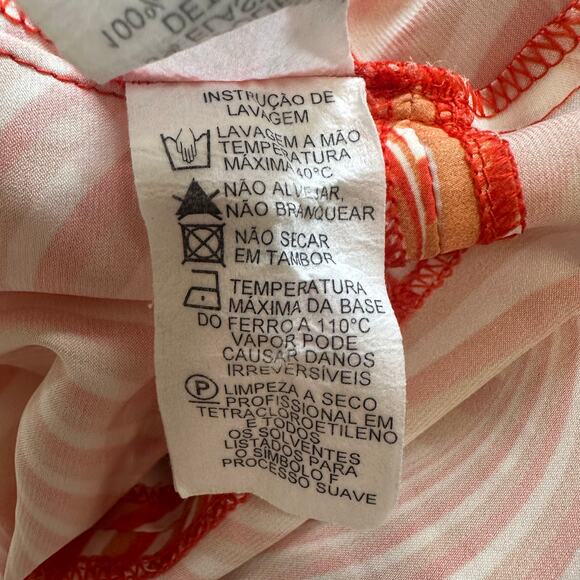 100%
INSTRUÇÃO DE
LAVAGEM
LAVAGEM A MÃO
TEMPERATURA
MÁXIMA 40°C
NÃO ALVEJAR,
NÃO BRANQUEAR
NÃO SECAR
EM TAMBOR
TEMPERATURA
MÁXIMA DA BASE
DO FERRO A 110°C
VAPOR PODE
CAUSAR DANOS
IRREVERSÍVEIS
P LIMPEZA A SECO
PROFISSIONAL EM
TETRACLOROETILENO
E TODOS
OS SOLVENTES
LISTADOS PARA
O SÍMBOLO F
PROCESSO SUAVE